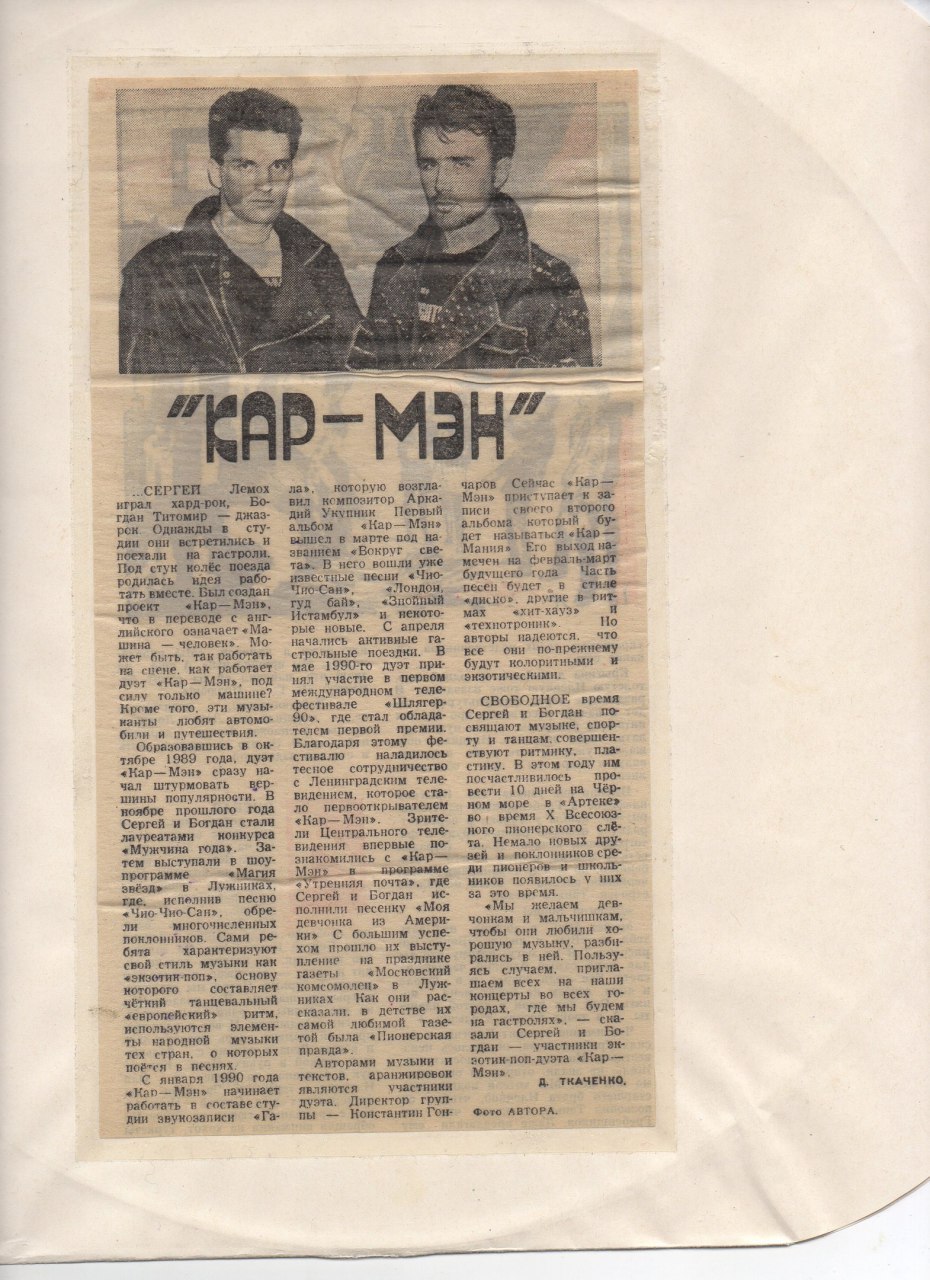 "КАР—МЭН"
...СЕРГЕЙ Лемох
играл хард-рок, Бо-
гдан Титомир — джаз-
рок. Однажды в сту-
дии они встретились и
поехали на гастроли.
Под стук колёс поезда
родилась идея рабо-
тать вместе. Был создан
проект «Кар—Мэн»,
что в переводе с анг-
лийского означает «Ма-
шина — человек». Мо-
жет быть, так работать
на сцене, как работает
дуэт «Кар—Мэн», под
силу только машине?
Кроме того, эти музы-
канты любят автомо-
били и путешествия.
Образовавшись в ок-
тябре 1989 года, дуэт
«Кар—Мэн» сразу на-
чал штурмовать вер-
шины популярности. В
ноябре прошлого года
Сергей и Богдан стали
лауреатами конкурса
«Мужчина года». За-
тем выступали в шоу-
программе «Магия
звёзд» в Лужниках,
где, исполнив песню
«Чио-Чио-Сан», обре-
ли многочисленных
поклонников. Сами ре-
бята характеризуют
свой стиль музыки как
«экзотик-поп», основу
которого составляет
чёткий танцевальный
«европейский» ритм,
используются элемен-
ты народной музыки
тех стран, о которых
поётся в песнях.
С января 1990 года
«Кар—Мэн» начинает
работать в составе сту-
дии звукозаписи «Га-
ла», которую возгла-
вил композитор Арка-
дий Укупник Первый
альбом «Кар—Мэн»
вышел в марте под на-
званием «Вокруг све-
та». В него вошли уже
известные песни «Чио-
Чио-Сан», «Лондон,
гуд бай», «Знойный
Истамбул» и некото-
рые новые. С апреля
начались активные га-
строльные поездки. В
мае 1990-го дуэт при-
нял участие в первом
международном теле-
фестивале «Шлягер-
90», где стал облада-
телем первой премии.
Благодаря этому фе-
стивалю наладилось
тесное сотрудничество
с Ленинградским теле-
видением, которое ста-
ло первооткрывателем
«Кар—Мэн». Зрите-
ли Центрального теле-
видения впервые по-
знакомились с «Кар—
Мэн» в программе
«Утренняя почта», где
Сергей и Богдан ис-
полнили песенку «Моя
девчонка из Амери-
ки» С большим успе-
хом прошло их высту-
пление на празднике
газеты «Московский
комсомолец» в Луж-
никах Как они рас-
сказали, в детстве их
самой любимой газе-
той была «Пионерская
правда».
Авторами музыки и
текстов, аранжировок
являются участники
дуэта. Директор груп-
пы — Константин Гон-
чаров Сейчас «Кар—
Мэн» приступает к за-
писи своего второго
альбома который бу-
дет называться «Кар—
Мания» Его выход на-
мечен на февраль-март
будущего года Часть
песен будет в стиле
«диско», другие в рит-
мах «хит-хауз» и
«технотроник». Но
авторы надеются, что
все они по-прежнему
будут колоритными и
экзотическими.
СВОБОДНОЕ время
Сергей и Богдан по-
свящают музыке, спор-
ту и танцам, совершен-
ствуют ритмику, пла-
стику. В этом году им
посчастливилось про-
вести 10 дней на Чёр-
ном море в «Артеке»
во время X Всесоюз-
ного пионерского слё-
та. Немало новых дру-
зей и поклонников сре-
ди пионеров и школь-
ников появилось у них
за это время.
«Мы желаем дев-
чонкам и мальчишкам,
чтобы они любили хо-
рошую музыку, разби-
рались в ней. Пользу-
ясь случаем, пригла-
шаем всех на наши
концерты во всех го-
родах, где мы будем
на гастролях», — ска-
зали Сергей и Бо-
гдан — участники эк-
зотик-поп-дуэта «Кар—
Мэн».
Д. ТКАЧЕНКО.
Фото АВТОРА.